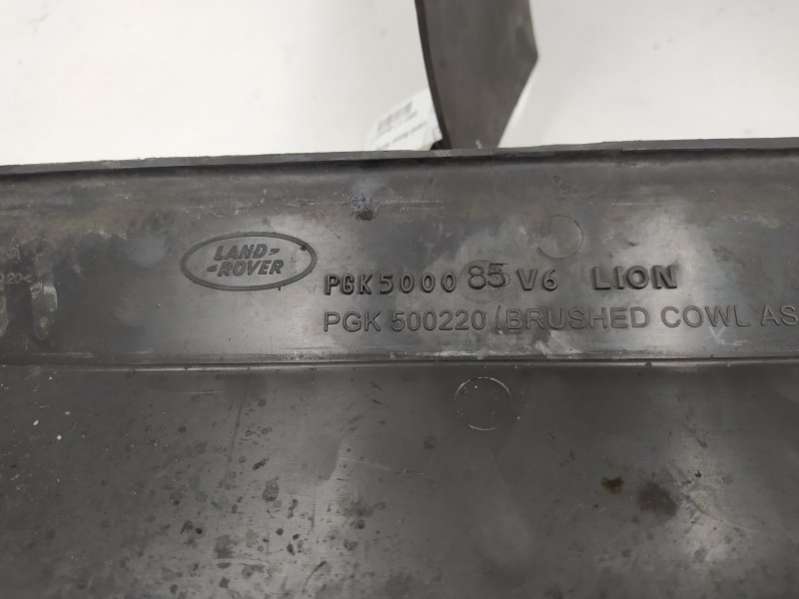 LAND-
-ROVER
PGK5000 85 V6 LION
PGK 500220 (BRUSHED COWL AS